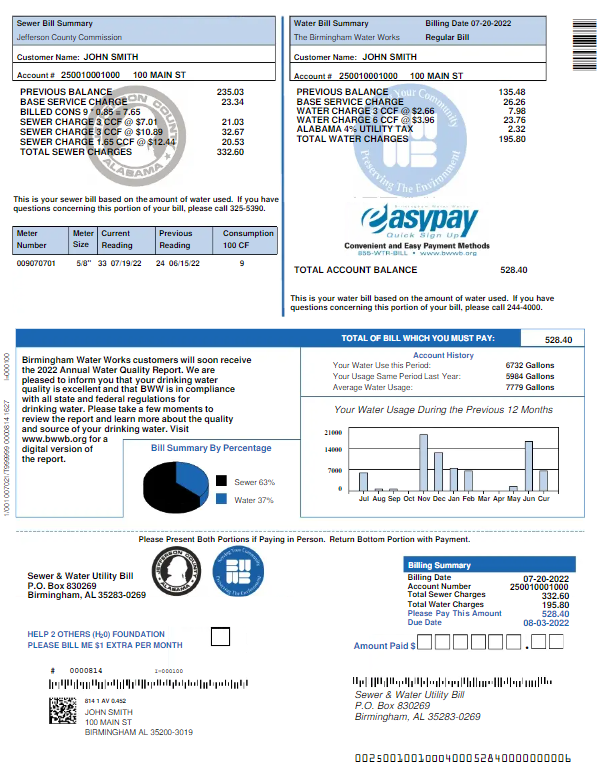 Sewer Bill Summary
Jefferson County Commission
Customer Name: JOHN SMITH
Account # 250010001000 100 MAIN ST
PREVIOUS BALANCE 235.03
BASE SERVICE CHARGE 23.34
BILLED CONS 9 * 0.85 = 7.65
SEWER CHARGE 3 CCF @ $7.01 21.03
SEWER CHARGE 3 CCF @ $10.89 32.67
SEWER CHARGE 1.65 CCF @ $12.44 20.53
TOTAL SEWER CHARGES 332.60
This is your sewer bill based on the amount of water used. If you have
questions concerning this portion of your bill, please call 325-5390.
Meter Number Meter Size Current Reading Previous Reading Consumption 100 CF
009070701 5/8" 33 07/19/22 24 06/15/22 9
Water Bill Summary Billing Date 07-20-2022
The Birmingham Water Works Regular Bill
Customer Name: JOHN SMITH
Account # 250010001000 100 MAIN ST
PREVIOUS BALANCE 135.48
BASE SERVICE CHARGE 26.26
WATER CHARGE 3 CCF @ $2.66 7.98
WATER CHARGE 6 CCF @ $3,96 23.76
ALABAMA 4% UTILITY TAX 2.32
TOTAL WATER CHARGES 195.80
Your Community
Preserving The Environment
easypay
Quick Sign Up
Convenient and Easy Payment Methods
855-WTR-BILL • www.bwwb.org
TOTAL ACCOUNT BALANCE 528.40
This is your water bill based on the amount of water used. If you have
questions concerning this portion of your bill, please call 244-4000.
TOTAL OF BILL WHICH YOU MUST PAY: 528.40
Birmingham Water Works customers will soon receive
the 2022 Annual Water Quality Report. We are
pleased to inform you that your drinking water
quality is excellent and that BWW is in compliance
with all state and federal regulations for
drinking water. Please take a few moments to
review the report and learn more about the quality
and source of your drinking water. Visit
www.bwwb.org for a
digital version of
the report.
Bill Summary By Percentage
Sewer 63%
Water 37%
Account History
Your Water Use this Period: 6732 Gallons
Your Usage Same Period Last Year: 5984 Gallons
Average Water Usage: 7779 Gallons
Your Water Usage During the Previous 12 Months
21000
14000
7000
0
Jul Aug Sep Oct Nov Dec Jan Feb Mar Apr May Jun Cur
Please Present Both Portions if Paying in Person. Return Bottom Portion with Payment.
Sewer & Water Utility Bill
P.O. Box 830269
Birmingham, AL 35283-0269
JEFFERSON COUNTY
ALABAMA
Billing Summary
Billing Date 07-20-2022
Account Number 250010001000
Total Sewer Charges 332.60
Total Water Charges 195.80
Please Pay This Amount 528.40
Due Date 08-03-2022
HELP 2 OTHERS (H20) FOUNDATION
PLEASE BILL ME $1 EXTRA PER MONTH
Amount Paid $ .
# 0000814 1=000100
814 1 AV 0.452
JOHN SMITH
100 MAIN ST
BIRMINGHAM AL 35200-3019
Sewer & Water Utility Bill
P.O. Box 830269
Birmingham, AL 35283-0269